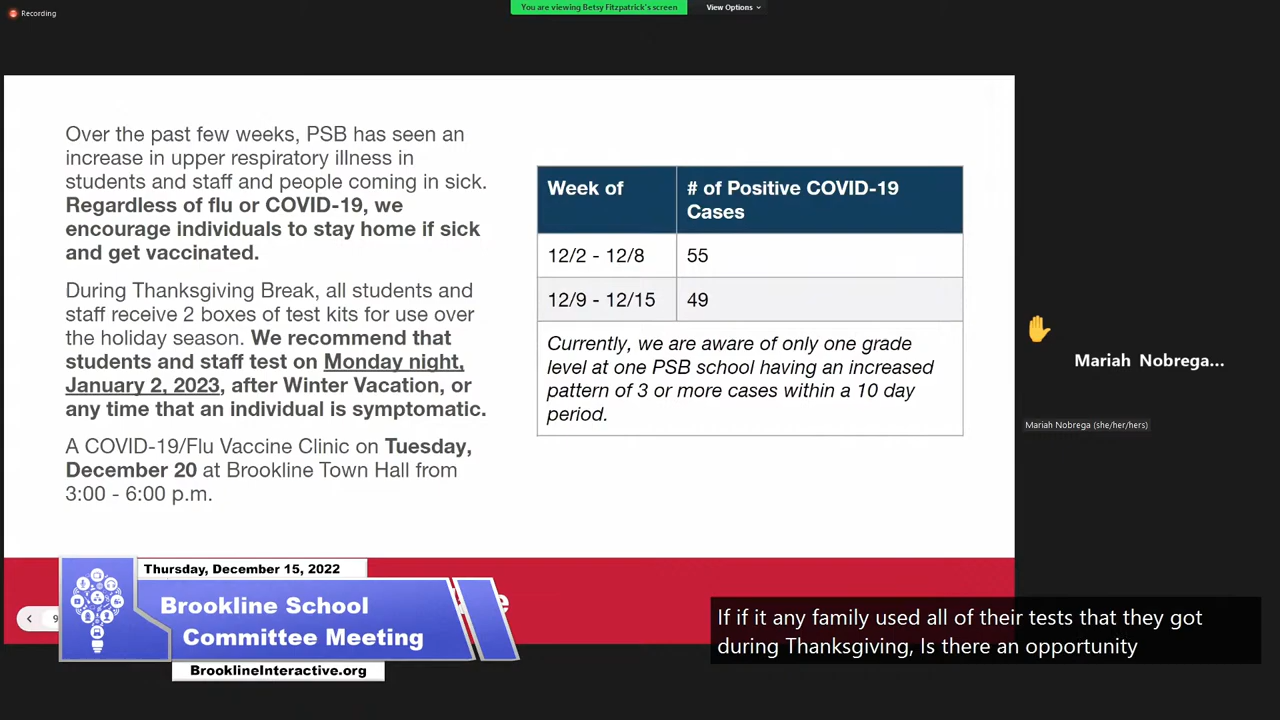 Recording
You are viewing Betsy Fitzpatrick's screen
View Options
Over the past few weeks, PSB has seen an
increase in upper respiratory illness in
students and staff and people coming in sick.
Regardless of flu or COVID-19, we
encourage individuals to stay home if sick
and get vaccinated.
During Thanksgiving Break, all students and
staff receive 2 boxes of test kits for use over
the holiday season. We recommend that
students and staff test on Monday night,
January 2, 2023, after Winter Vacation, or
any time that an individual is symptomatic.
A COVID-19/Flu Vaccine Clinic on Tuesday,
December 20 at Brookline Town Hall from
3:00 - 6:00 p.m.
Week of
# of Positive COVID-19
Cases
12/2 - 12/8
55
12/9 - 12/15
49
Currently, we are aware of only one grade
level at one PSB school having an increased
pattern of 3 or more cases within a 10 day
period.
Mariah Nobrega...
Mariah Nobrega (she/her/hers)
Thursday, December 15, 2022
Brookline School
Committee Meeting
BrooklineInteractive.org
9
If if it any family used all of their tests that they got
during Thanksgiving, Is there an opportunity